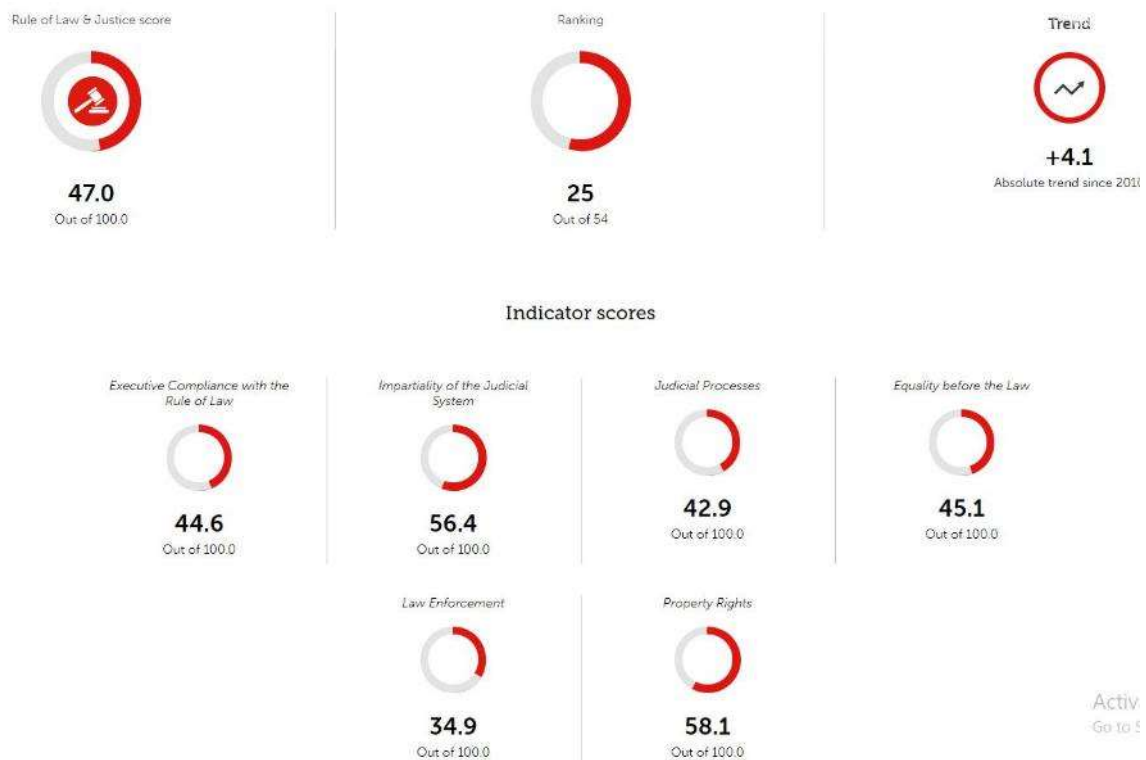 Rule of Law & Justice score
47.0
Out of 100.0
Ranking
25
Out of 54
Trend
+4.1
Absolute trend since 2010
Indicator scores
Executive Compliance with the
Rule of Law
44.6
Out of 100.0
Impartiality of the Judicial
System
56.4
Out of 100.0
Judicial Processes
42.9
Out of 100.0
Equality before the Law
45.1
Out of 100.0
Law Enforcement
34.9
Out of 100.0
Property Rights
58.1
Out of 100.0
Activ
Go to S